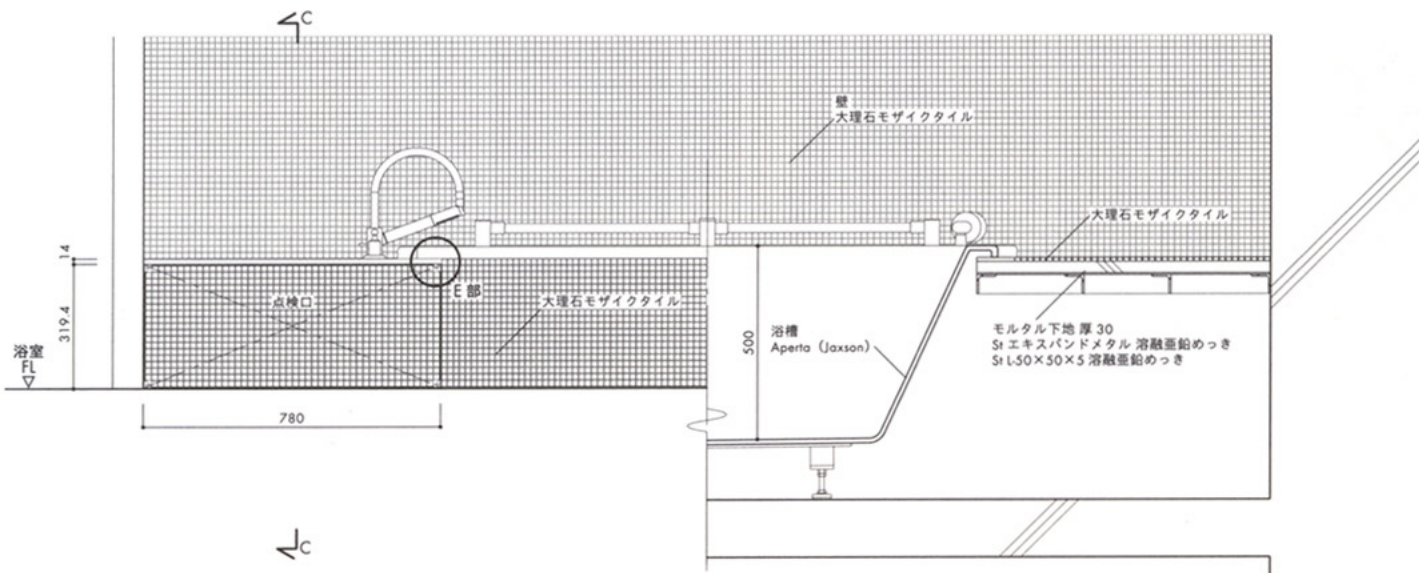 C
壁
大理石モザイクタイル
大理石モザイクタイル
14
E 部
点検口
大理石モザイクタイル
319.4
500
浴槽
Aperta（Jaxson）
モルタル下地 厚 30
St エキスパンドメタル 溶融亜鉛めっき
St L-50×50×5 溶融亜鉛めっき
浴室
FL
780
C